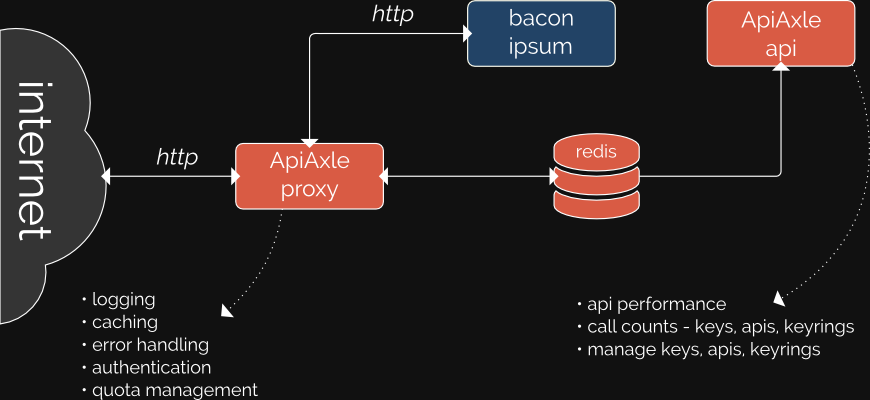 http
bacon
ipsum
ApiAxle
api
internet
http
ApiAxle
proxy
redis
• logging
• caching
• error handling
• authentication
• quota management
• api performance
• call counts - keys, apis, keyrings
• manage keys, apis, keyrings